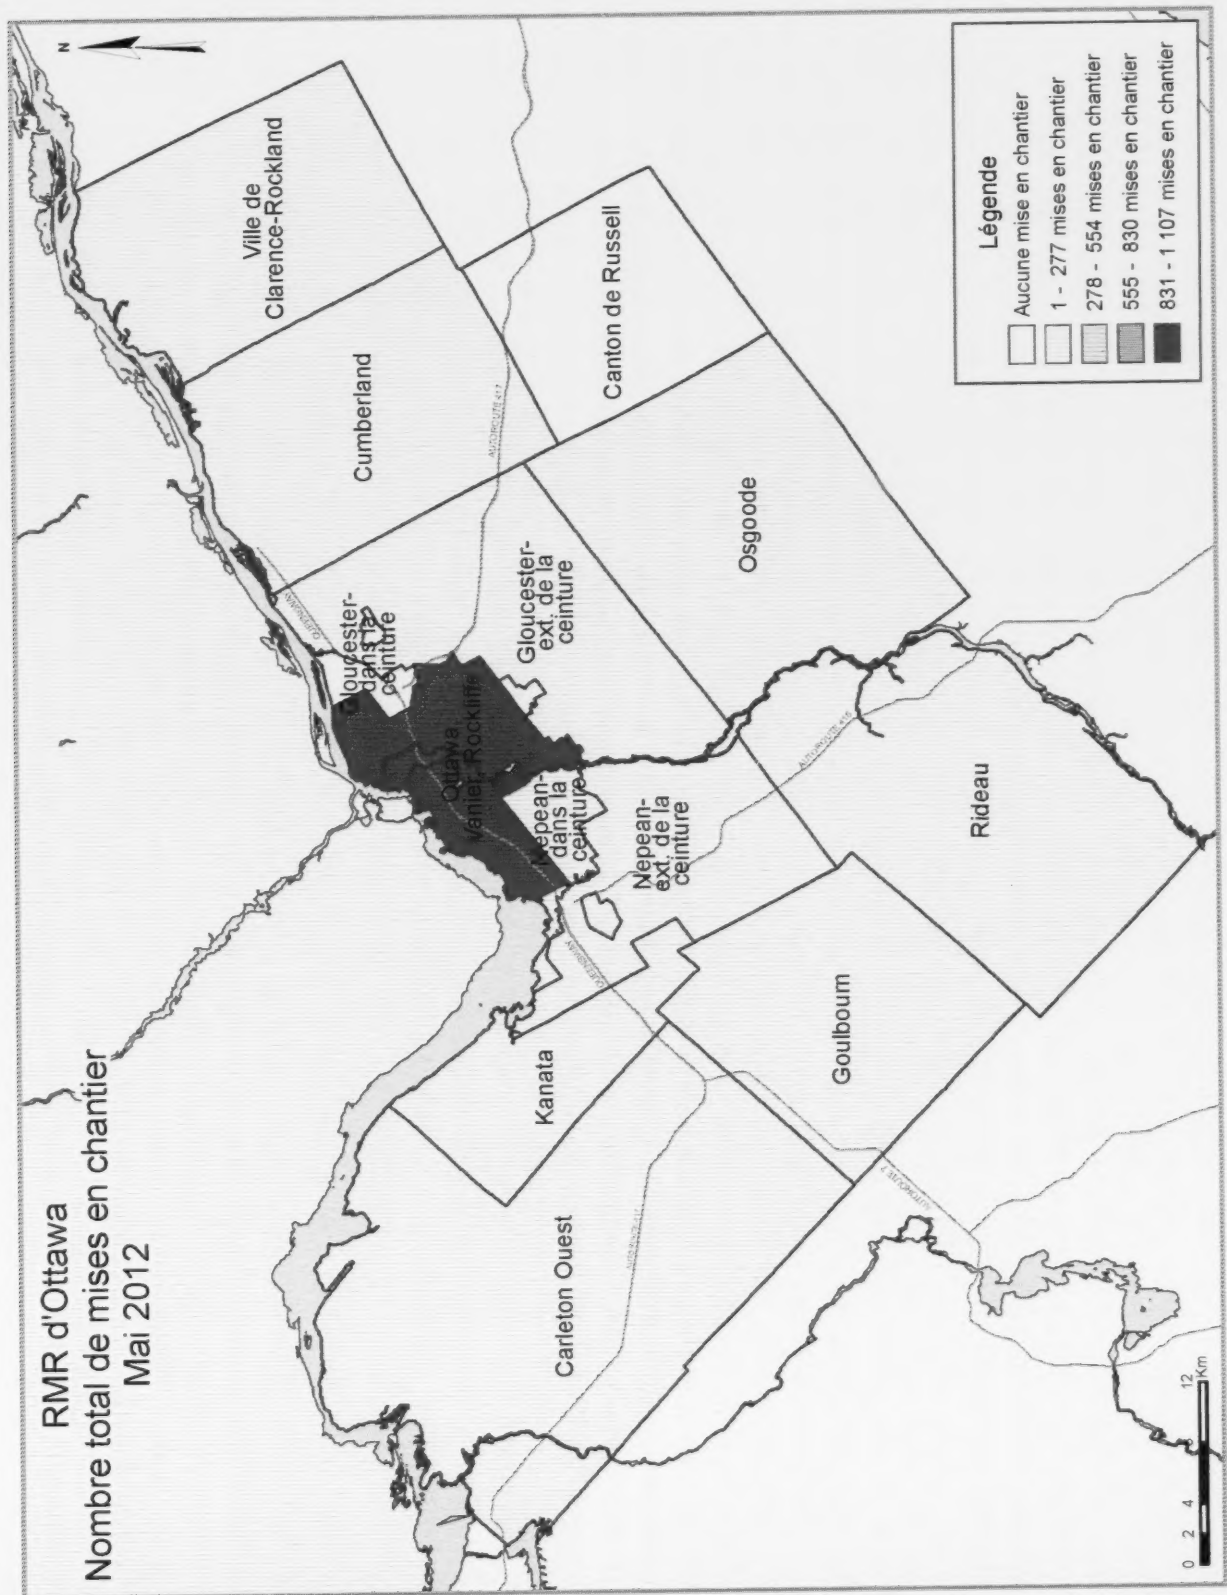 RMR d'Ottawa
Nombre total de mises en chantier
Mai 2012
N
Ville de
Clarence-Rockland
Cumberland
Canton de Russell
AUTOROUTE 417
QUEENSWAY
Gloucester-
dans la
ceinture
Gloucester-
ext. de la
ceinture
Osgoode
Ottawa,
Vanier, Rockliffe
Nepean-
dans la
ceinture
Nepean-
ext. de la
ceinture
AUTOROUTE 416
Rideau
QUEENSWAY
Kanata
Goulbourn
Carleton Ouest
AUTOROUTE 7
Légende
Aucune mise en chantier
1 - 277 mises en chantier
278 - 554 mises en chantier
555 - 830 mises en chantier
831 - 1 107 mises en chantier
0 2 4 8 12
Km